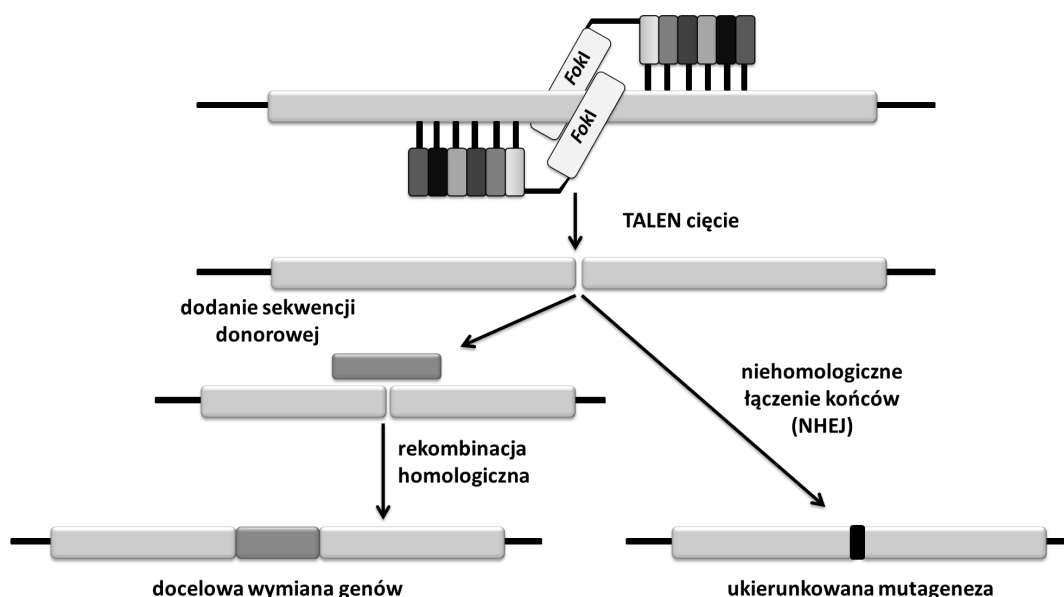 FokI
FokI
TALEN cięcie
dodanie sekwencji
donorowej
niehomologiczne
łączenie końców
(NHEJ)
rekombinacja
homologiczna
docelowa wymiana genów
ukierunkowana mutageneza